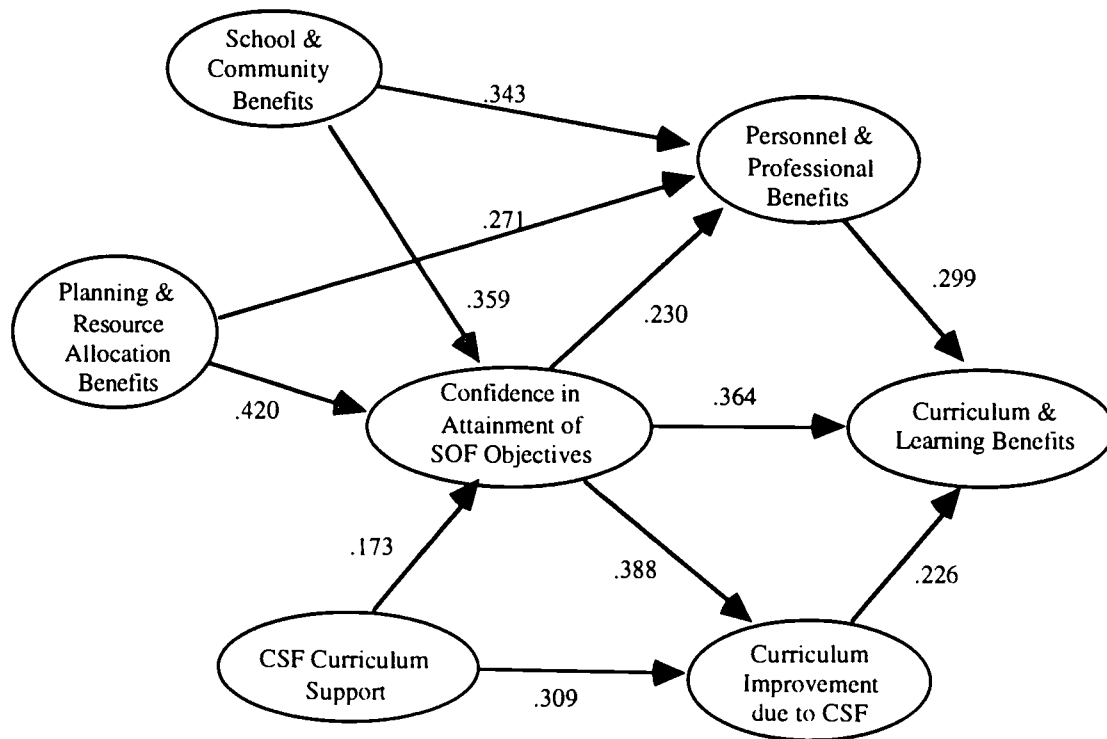 School &
Community
Benefits
.343
Personnel &
Professional
Benefits
.271
Planning &
Resource
Allocation
Benefits
.359
.230
.299
.420
Confidence in
Attainment of
SOF Objectives
.364
Curriculum &
Learning Benefits
.173
.388
.226
CSF Curriculum
Support
.309
Curriculum
Improvement
due to CSF